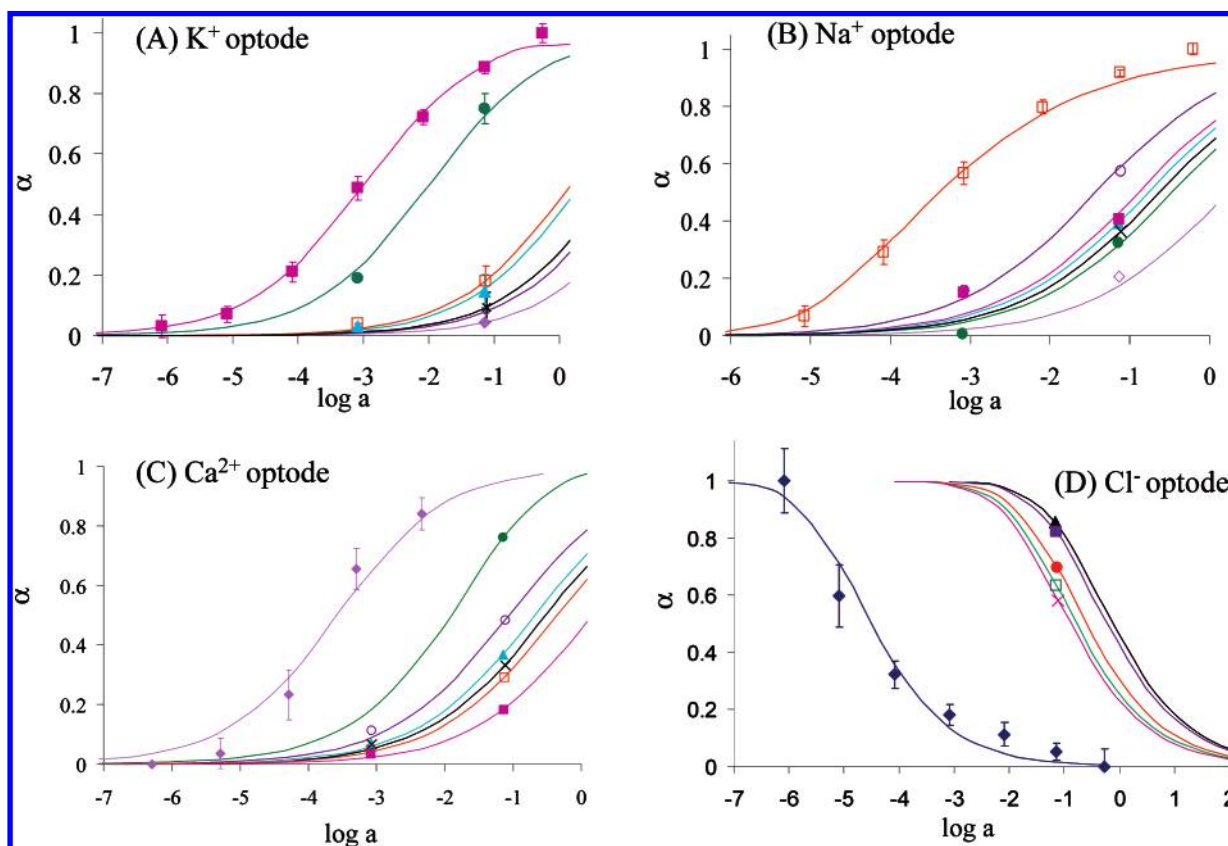 (A) K⁺ optode
1
0.8
0.6
0.4
0.2
0
α
-7 -6 -5 -4 -3 -2 -1 0
log a
(B) Na⁺ optode
1
0.8
0.6
0.4
0.2
0
α
-6 -5 -4 -3 -2 -1 0
log a
(C) Ca²⁺ optode
1
0.8
0.6
0.4
0.2
0
α
-7 -6 -5 -4 -3 -2 -1 0
log a
(D) Cl⁻ optode
1
0.8
0.6
0.4
0.2
0
α
-7 -6 -5 -4 -3 -2 -1 0 1 2
log a